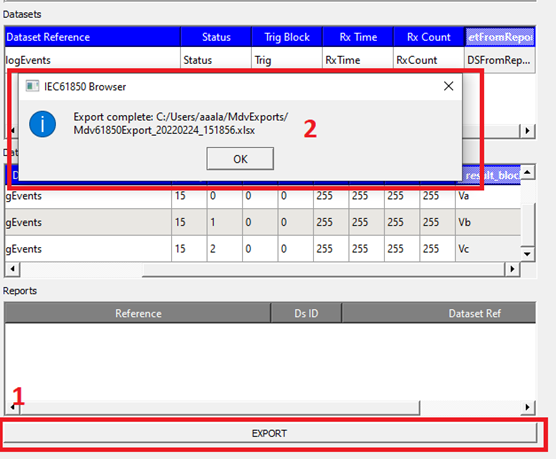 Datasets
Dataset Reference Status Trig Block Rx Time Rx Count etFromRepor
logEvents Status Trig RxTime RxCount DSFromRep...
IEC61850 Browser
Export complete: C:/Users/aaala/MdvExports/
Mdv61850Export_20220224_151856.xlsx
2
OK
Da
result_bloc
gEvents 15 0 0 0 255 255 255 255 Va
gEvents 15 1 0 0 255 255 255 255 Vb
gEvents 15 2 0 0 255 255 255 255 Vc
Reports
Reference Ds ID Dataset Ref
1
EXPORT